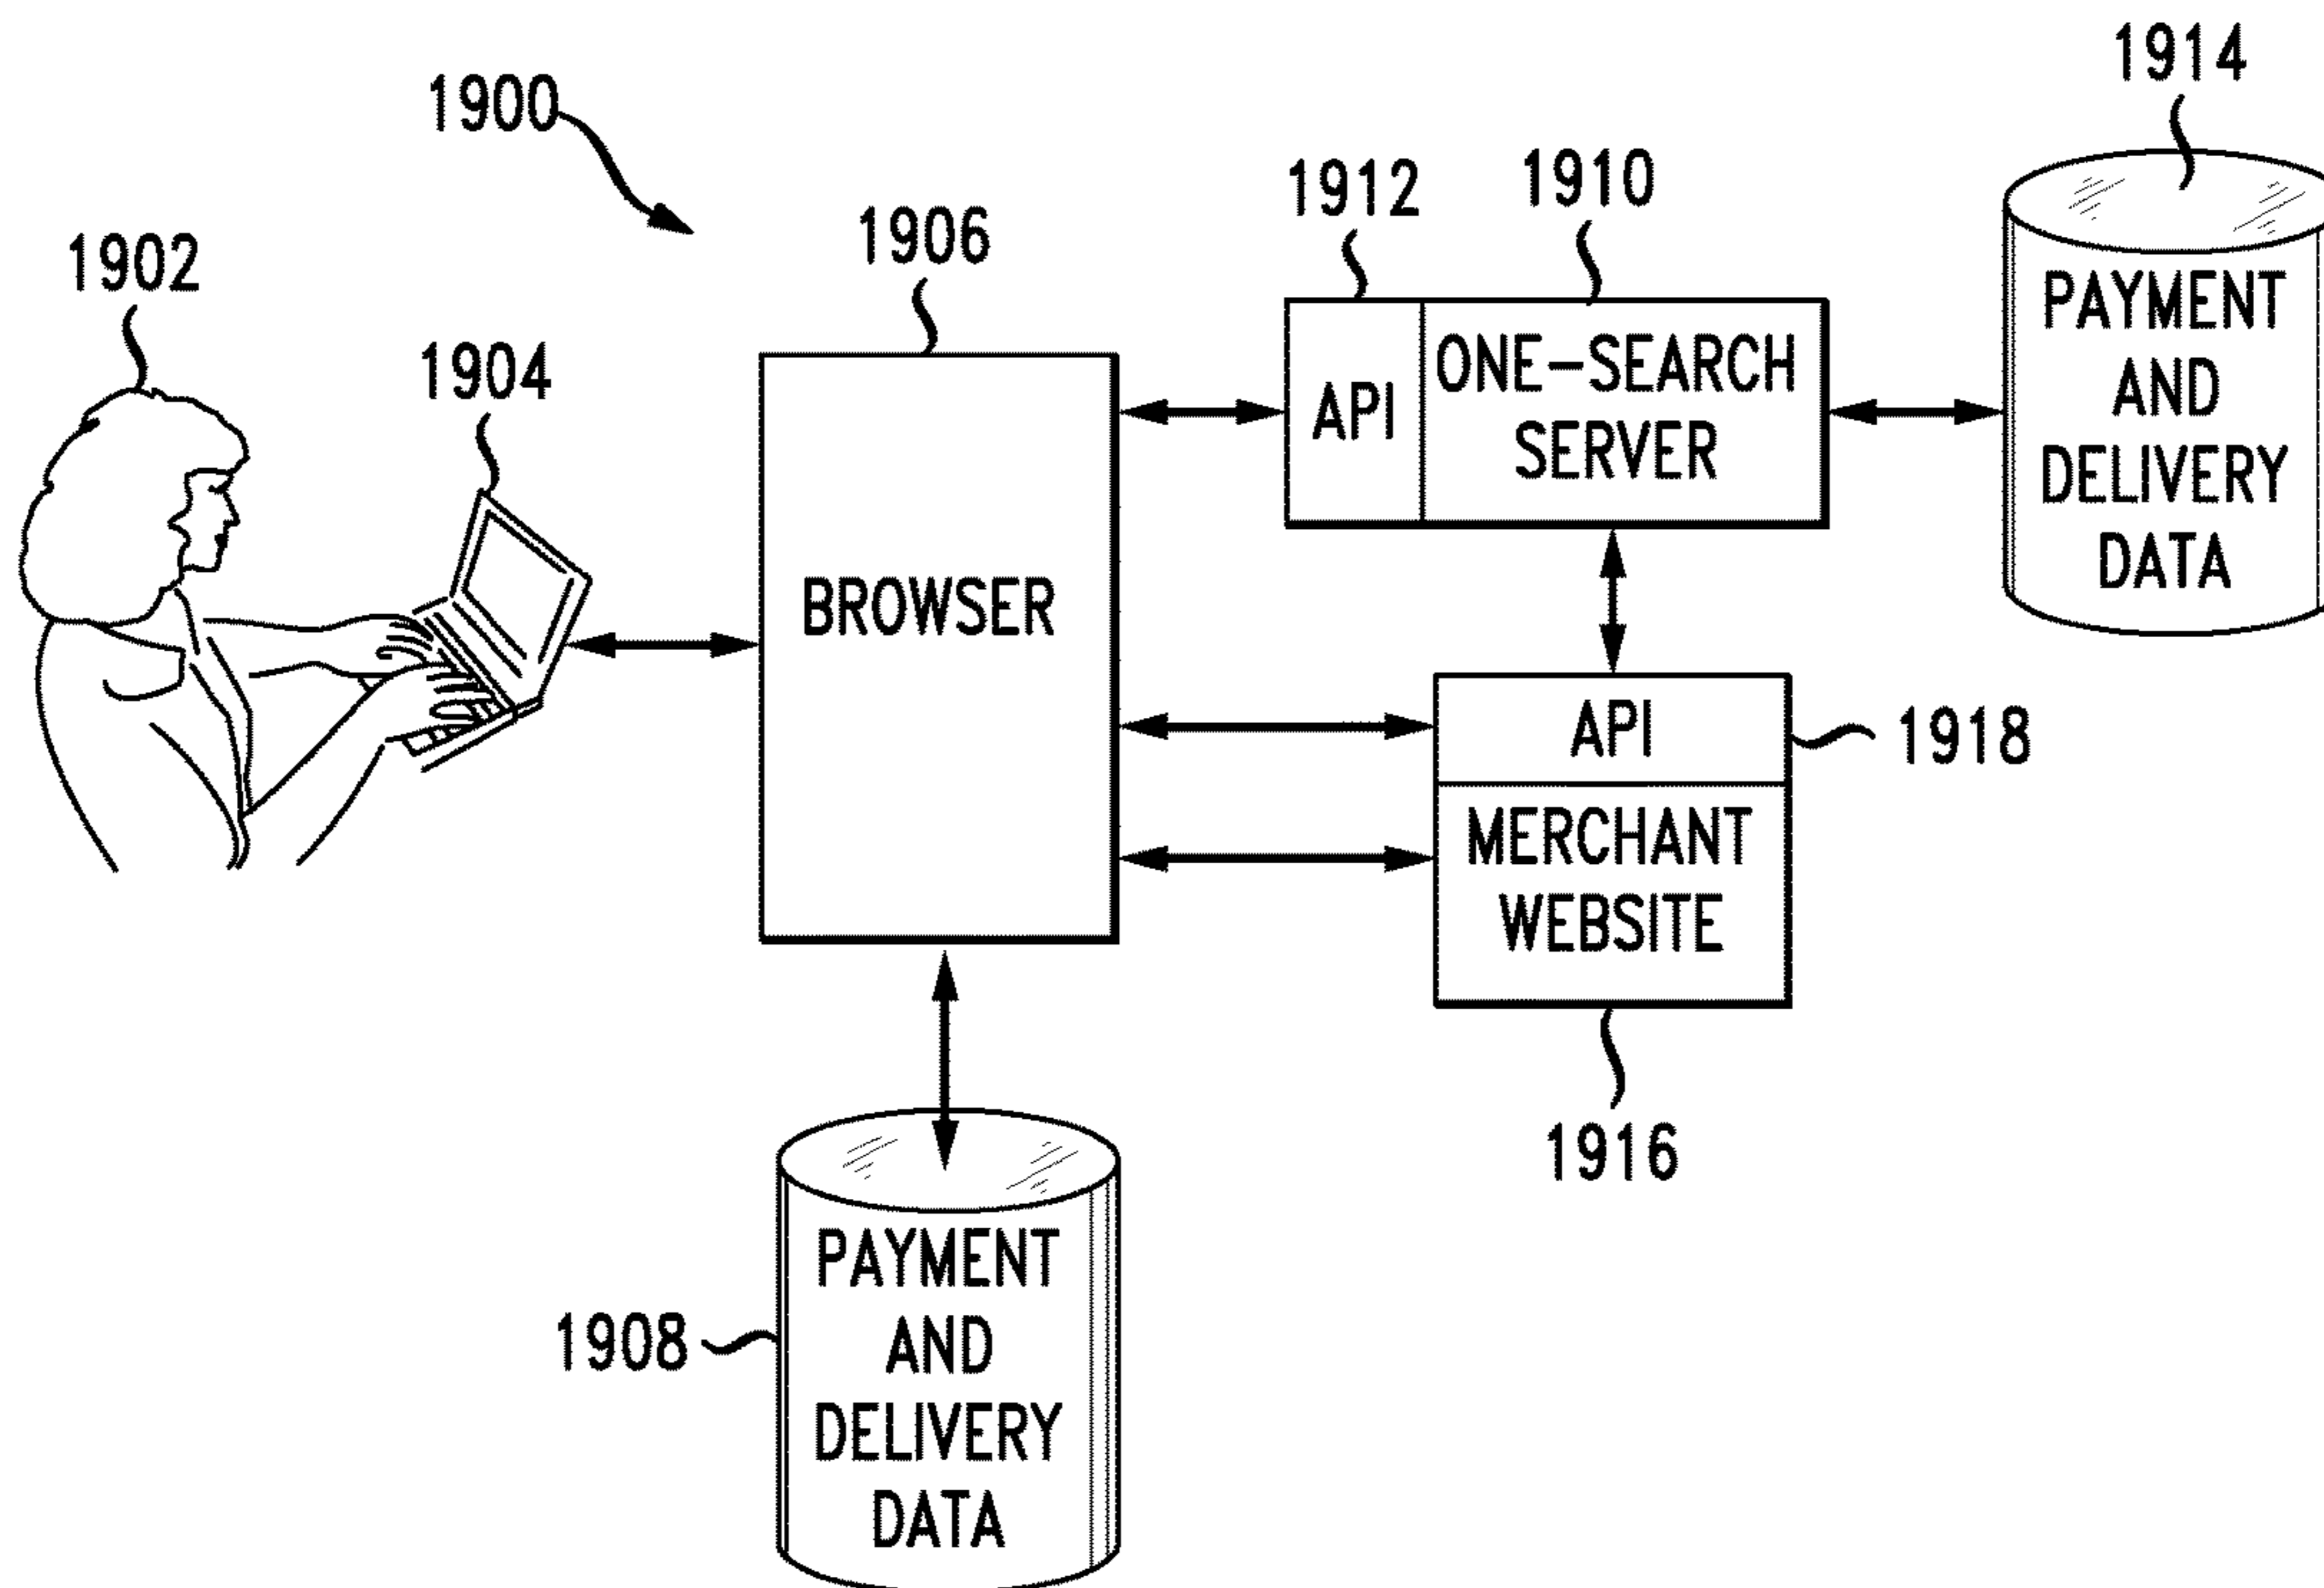 1900
1902
1904
1906
1912
1910
1914
API
ONE-SEARCH
SERVER
PAYMENT
AND
DELIVERY
DATA
BROWSER
API
1918
MERCHANT
WEBSITE
1916
1908
PAYMENT
AND
DELIVERY
DATA